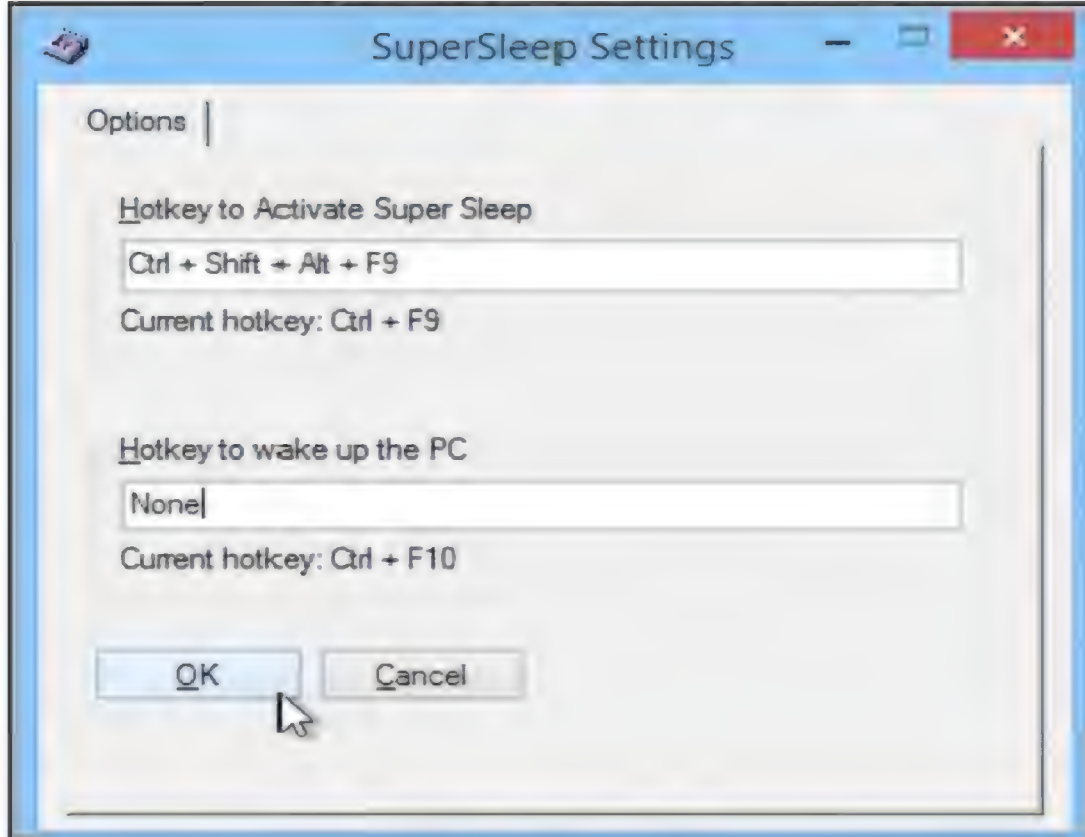 SuperSleep Settings
Options
Hotkey to Activate Super Sleep
Ctrl + Shift + Alt + F9
Current hotkey: Ctrl + F9
Hotkey to wake up the PC
None
Current hotkey: Ctrl + F10
OK Cancel